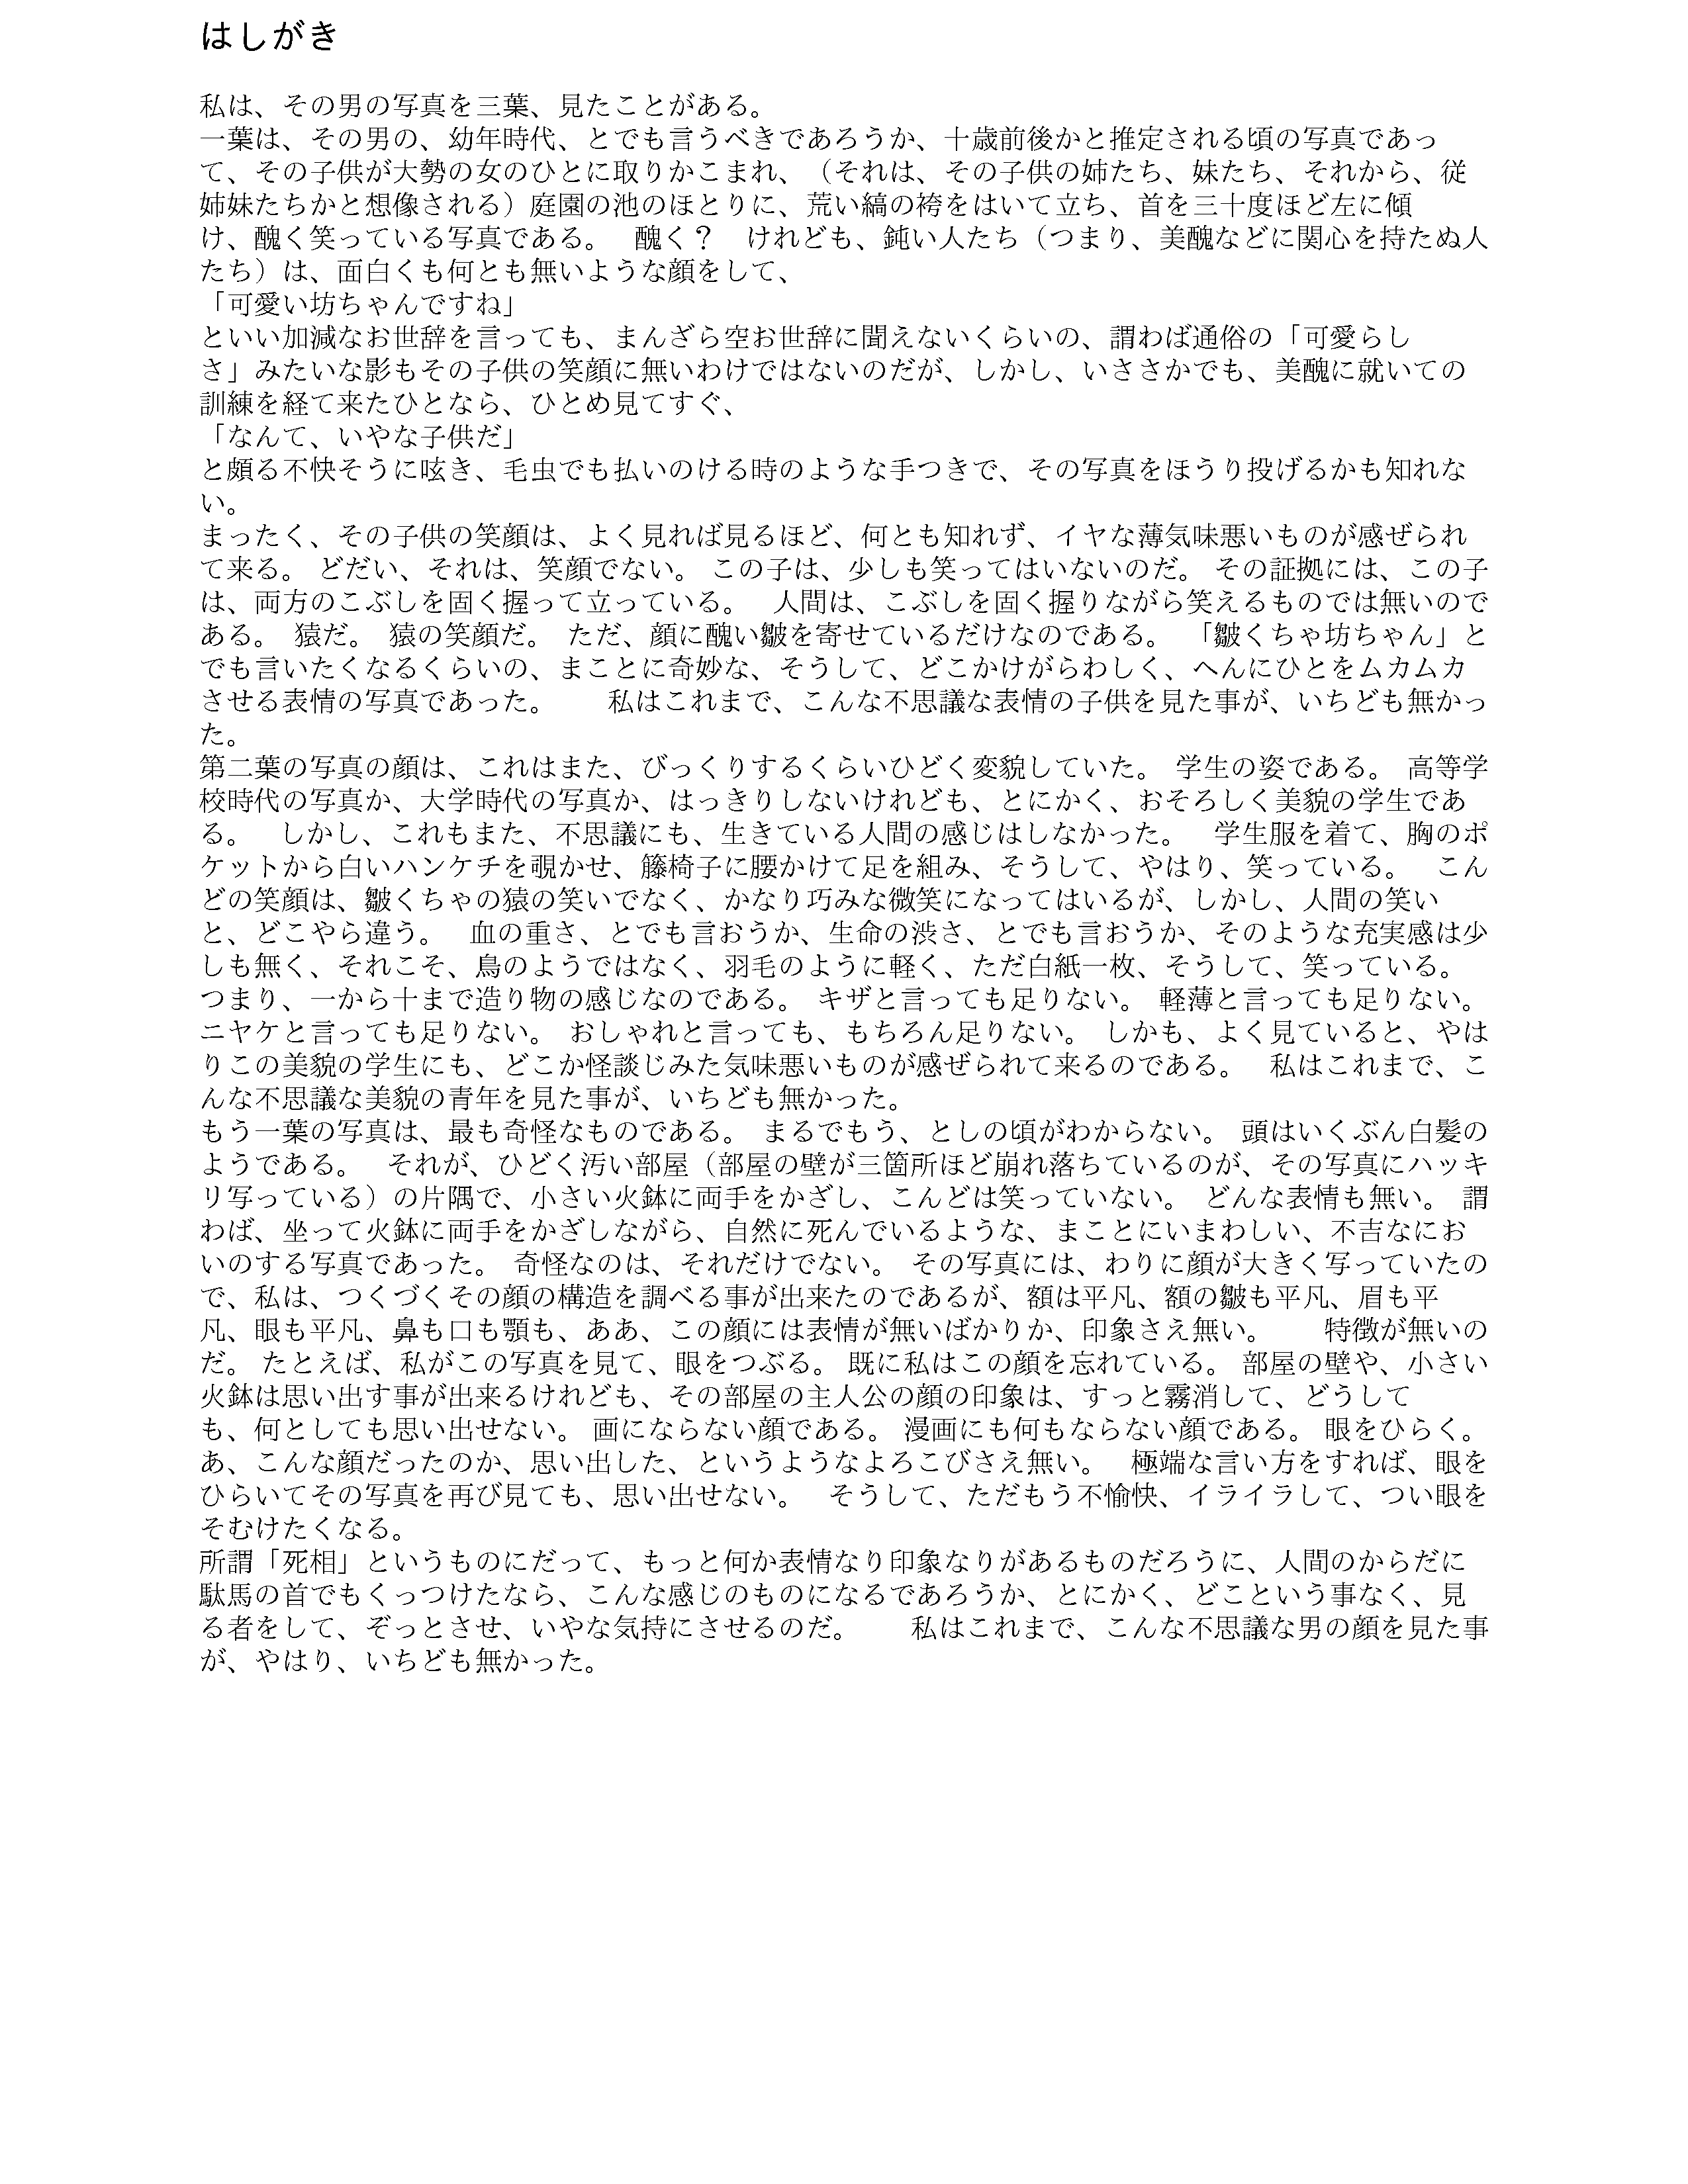 はしがき
私は、その男の写真を三葉、見たことがある。
一葉は、その男の、幼年時代、とでも言うべきであろうか、十歳前後かと推定される頃の写真であっ
て、その子供が大勢の女のひとに取りかこまれ、（それは、その子供の姉たち、妹たち、それから、従
姉妹たちかと想像される）庭園の池のほとりに、荒い縞の袴をはいて立ち、首を三十度ほど左に傾
け、醜く笑っている写真である。　醜く？　けれども、鈍い人たち（つまり、美醜などに関心を持たぬ人
たち）は、面白くも何とも無いような顔をして、
「可愛い坊ちゃんですね」
といい加減なお世辞を言っても、まんざら空お世辞に聞えないくらいの、謂わば通俗の「可愛らし
さ」みたいな影もその子供の笑顔に無いわけではないのだが、しかし、いささかでも、美醜に就いての
訓練を経て来たひとなら、ひとめ見てすぐ、
「なんて、いやな子供だ」
と頗る不快そうに呟き、毛虫でも払いのける時のような手つきで、その写真をほうり投げるかも知れな
い。
まったく、その子供の笑顔は、よく見れば見るほど、何とも知れず、イヤな薄気味悪いものが感ぜられ
て来る。 どだい、それは、笑顔でない。 この子は、少しも笑ってはいないのだ。 その証拠には、この子
は、両方のこぶしを固く握って立っている。　人間は、こぶしを固く握りながら笑えるものでは無いので
ある。 猿だ。 猿の笑顔だ。 ただ、顔に醜い皺を寄せているだけなのである。　「皺くちゃ坊ちゃん」と
でも言いたくなるくらいの、まことに奇妙な、そうして、どこかけがらわしく、へんにひとをムカムカ
させる表情の写真であった。　　私はこれまで、こんな不思議な表情の子供を見た事が、いちども無かっ
た。
第二葉の写真の顔は、これはまた、びっくりするくらいひどく変貌していた。 学生の姿である。 高等学
校時代の写真か、大学時代の写真か、はっきりしないけれども、とにかく、おそろしく美貌の学生であ
る。　しかし、これもまた、不思議にも、生きている人間の感じはしなかった。　学生服を着て、胸のポ
ケットから白いハンケチを覗かせ、籐椅子に腰かけて足を組み、そうして、やはり、笑っている。　こん
どの笑顔は、皺くちゃの猿の笑いでなく、かなり巧みな微笑になってはいるが、しかし、人間の笑い
と、どこやら違う。　血の重さ、とでも言おうか、生命の渋さ、とでも言おうか、そのような充実感は少
しも無く、それこそ、鳥のようではなく、羽毛のように軽く、ただ白紙一枚、そうして、笑っている。
つまり、一から十まで造り物の感じなのである。 キザと言っても足りない。 軽薄と言っても足りない。
ニヤケと言っても足りない。 おしゃれと言っても、もちろん足りない。 しかも、よく見ていると、やは
りこの美貌の学生にも、どこか怪談じみた気味悪いものが感ぜられて来るのである。　私はこれまで、こ
んな不思議な美貌の青年を見た事が、いちども無かった。
もう一葉の写真は、最も奇怪なものである。 まるでもう、としの頃がわからない。 頭はいくぶん白髪の
ようである。　それが、ひどく汚い部屋（部屋の壁が三箇所ほど崩れ落ちているのが、その写真にハッキ
リ写っている）の片隅で、小さい火鉢に両手をかざし、こんどは笑っていない。 どんな表情も無い。 謂
わば、坐って火鉢に両手をかざしながら、自然に死んでいるような、まことにいまわしい、不吉なにお
いのする写真であった。 奇怪なのは、それだけでない。 その写真には、わりに顔が大きく写っていたの
で、私は、つくづくその顔の構造を調べる事が出来たのであるが、額は平凡、額の皺も平凡、眉も平
凡、眼も平凡、鼻も口も顎も、ああ、この顔には表情が無いばかりか、印象さえ無い。　　特徴が無いの
だ。 たとえば、私がこの写真を見て、眼をつぶる。 既に私はこの顔を忘れている。 部屋の壁や、小さい
火鉢は思い出す事が出来るけれども、その部屋の主人公の顔の印象は、すっと霧消して、どうして
も、何としても思い出せない。 画にならない顔である。 漫画にも何もならない顔である。 眼をひらく。
あ、こんな顔だったのか、思い出した、というようなよろこびさえ無い。　極端な言い方をすれば、眼を
ひらいてその写真を再び見ても、思い出せない。　そうして、ただもう不愉快、イライラして、つい眼を
そむけたくなる。
所謂「死相」というものにだって、もっと何か表情なり印象なりがあるものだろうに、人間のからだに
駄馬の首でもくっつけたなら、こんな感じのものになるであろうか、とにかく、どこという事なく、見
る者をして、ぞっとさせ、いやな気持にさせるのだ。　　私はこれまで、こんな不思議な男の顔を見た事
が、やはり、いちども無かった。